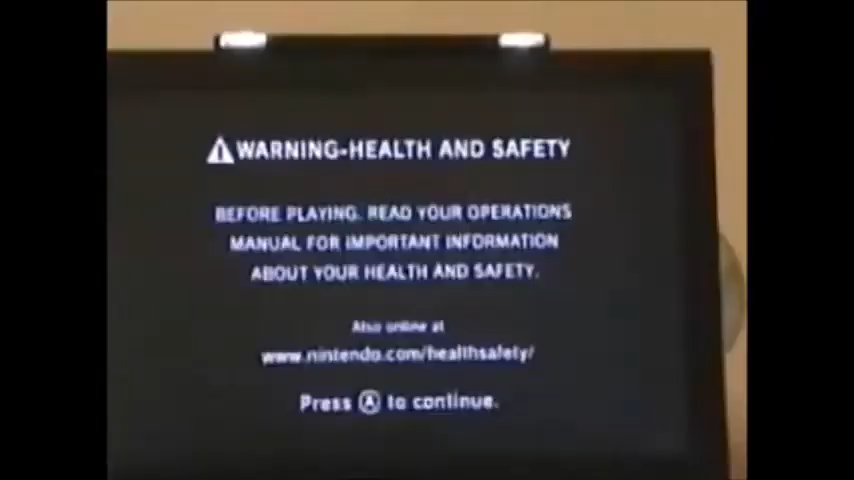 WARNING-HEALTH AND SAFETY
BEFORE PLAYING, READ YOUR OPERATIONS
MANUAL FOR IMPORTANT INFORMATION
ABOUT YOUR HEALTH AND SAFETY.
Also online at
www.nintendo.com/healthsafety/
Press Ⓐ to continue.